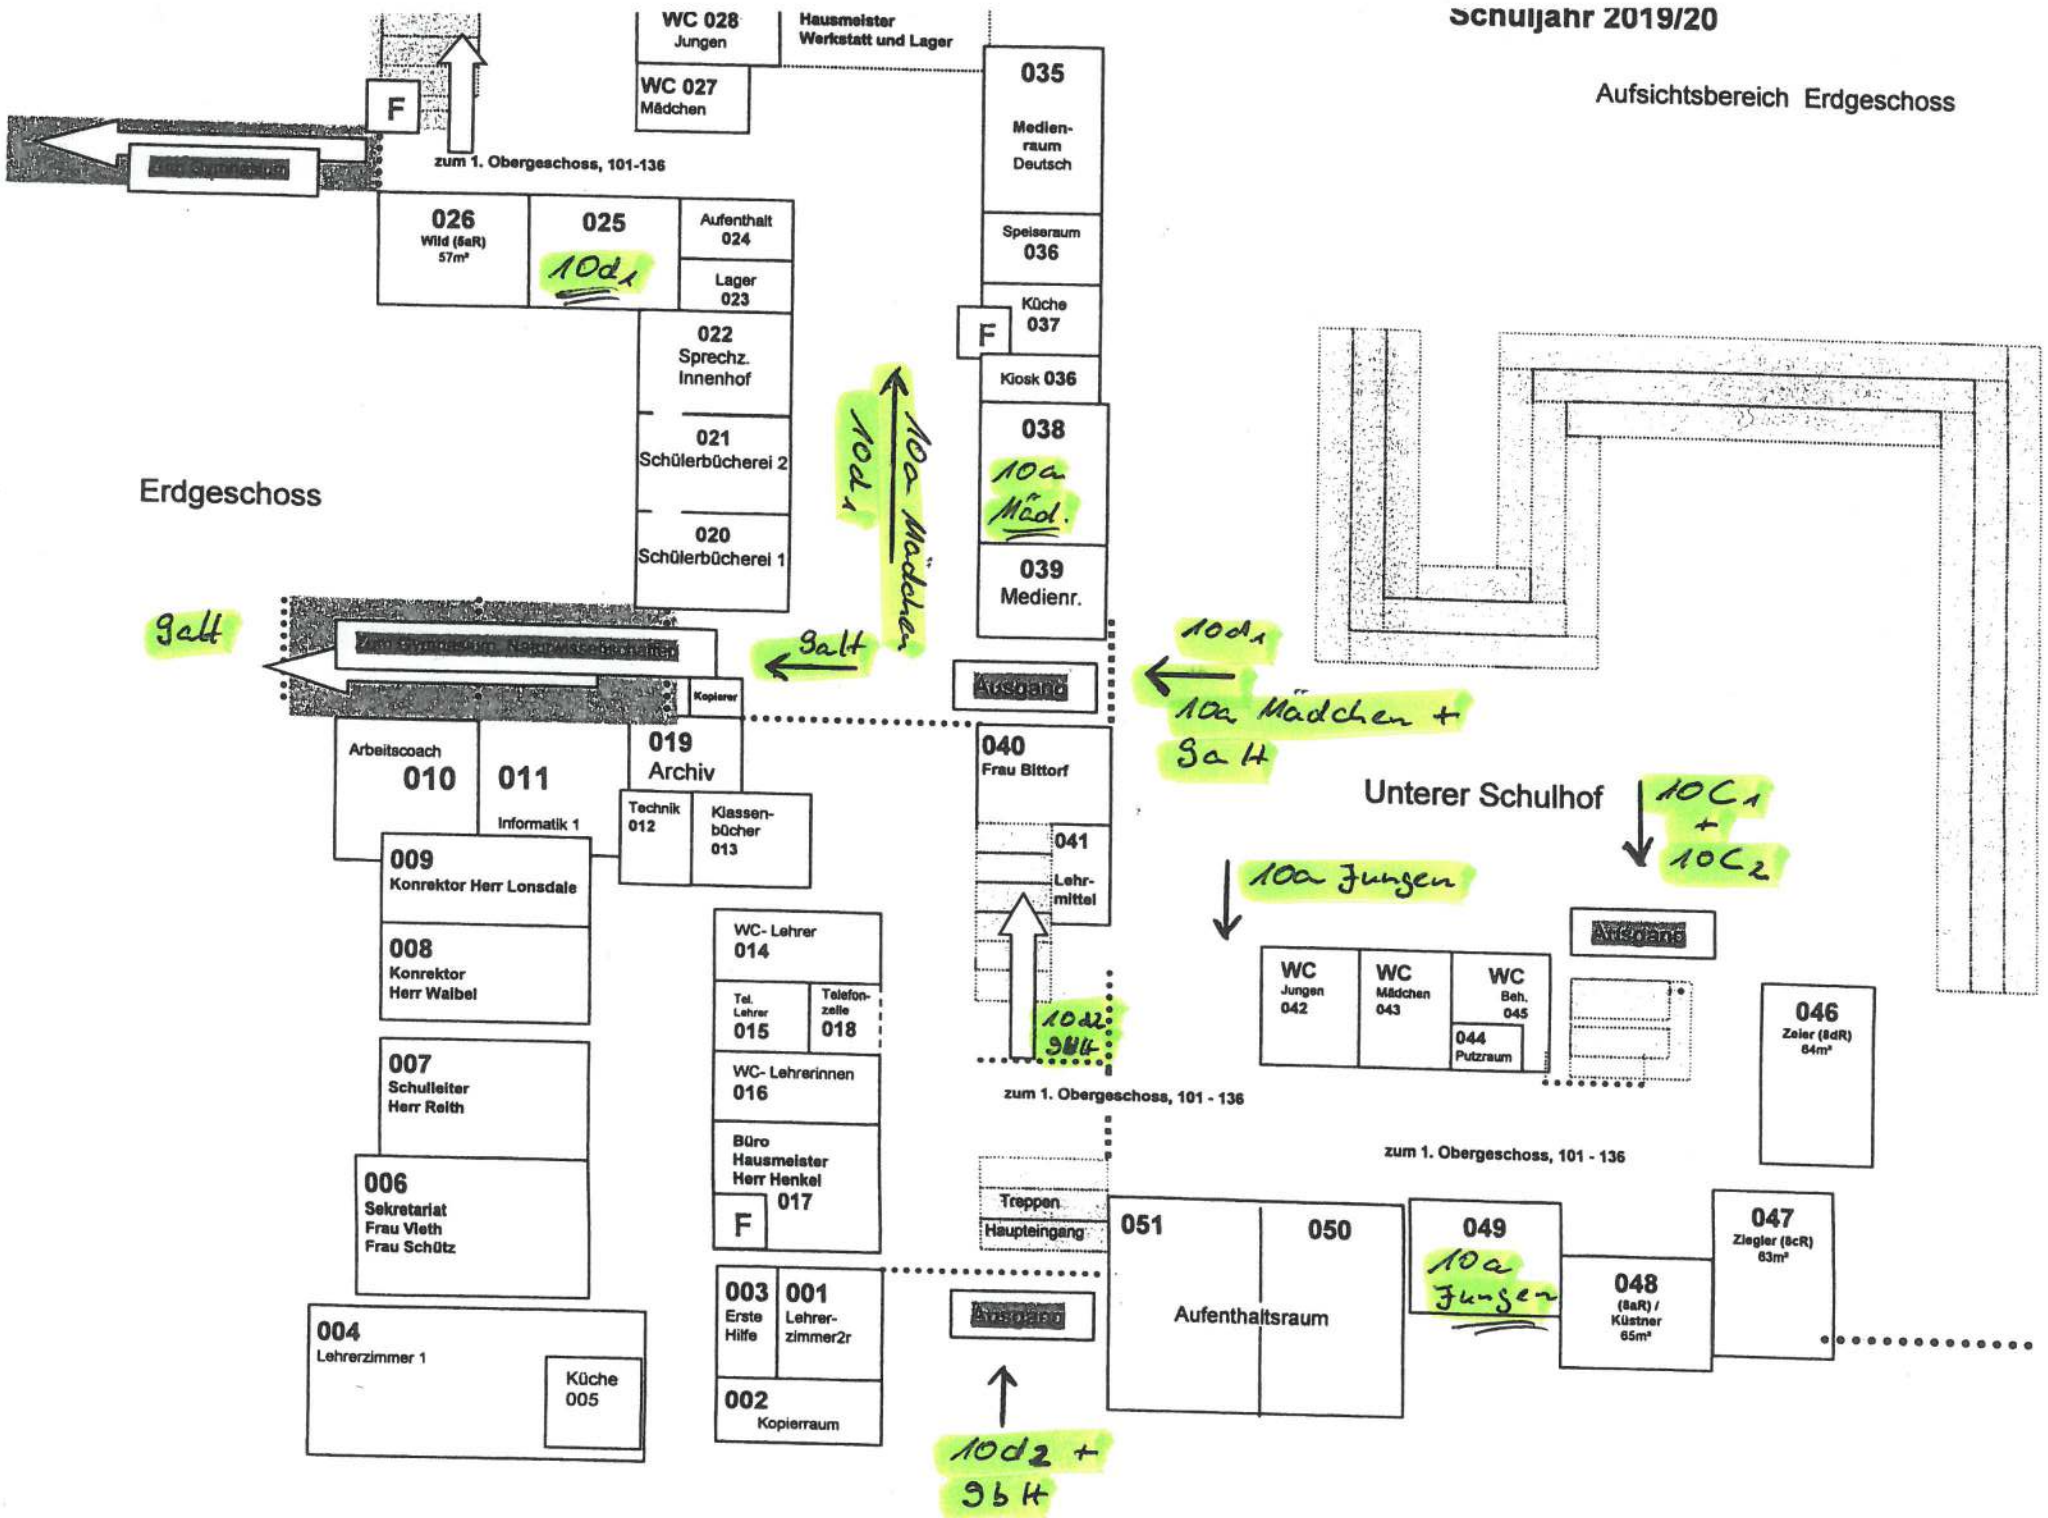 Schuljahr 2019/20
Aufsichtsbereich Erdgeschoss
WC 028
Jungen
Hausmeister
Werkstatt und Lager
WC 027
Mädchen
F
zum 1. Obergeschoss, 101-136
035
Medien-
raum
Deutsch
026
Wild (5aR)
57m²
025
10d1
Aufenthalt
024
Lager
023
Speiseraum
036
Küche
037
F
Kiosk 036
022
Sprechz.
Innenhof
021
Schülerbücherei 2
020
Schülerbücherei 1
10d1
10a Mädchen
038
10a
Mäd.
039
Medienr.
Erdgeschoss
9aH
Zum Gymnasium, Naturwissenschaften
9aH
Kopierer
Ausgang
10d1
10a Mädchen +
9aH
Arbeitscoach
010
011
Informatik 1
019
Archiv
Technik
012
Klassen-
bücher
013
040
Frau Bittorf
041
Lehr-
mittel
Unterer Schulhof
10C1
+
10C2
10a Jungen
Ausgang
009
Konrektor Herr Lonsdale
008
Konrektor
Herr Waibel
007
Schulleiter
Herr Reith
006
Sekretariat
Frau Vieth
Frau Schütz
WC- Lehrer
014
Tel.
Lehrer
015
Telefon-
zelle
018
WC- Lehrerinnen
016
Büro
Hausmeister
Herr Henkel
017
F
10d2
9bH
zum 1. Obergeschoss, 101 - 136
WC
Jungen
042
WC
Mädchen
043
WC
Beh.
045
044
Putzraum
046
Zeier (8dR)
64m²
zum 1. Obergeschoss, 101 - 136
Treppen
Haupteingang
051
050
Aufenthaltsraum
049
10a
Jungen
048
(8aR) /
Küstner
65m²
047
Ziegler (8cR)
63m²
004
Lehrerzimmer 1
Küche
005
003
Erste
Hilfe
001
Lehrer-
zimmer2r
002
Kopierraum
Ausgang
10d2 +
9bH